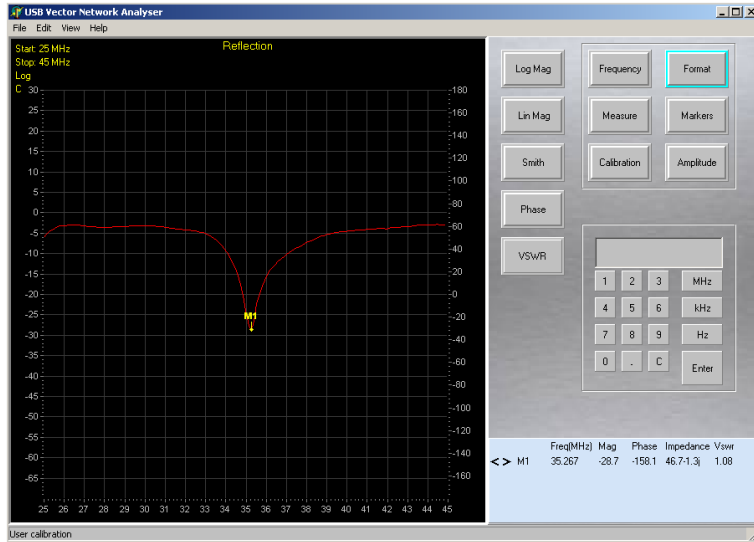 USB Vector Network Analyser
File Edit View Help
Start: 25 MHz
Stop: 45 MHz
Log
C
Reflection
30
25
20
15
10
5
0
-5
-10
-15
-20
-25
-30
-35
-40
-45
-50
-55
-60
-65
180
160
140
120
100
80
60
40
20
0
-20
-40
-60
-80
-100
-120
-140
-160
M1
25 26 27 28 29 30 31 32 33 34 35 36 37 38 39 40 41 42 43 44 45
Log Mag
Lin Mag
Smith
Phase
VSWR
Frequency Format
Measure Markers
Calibration Amplitude
1 2 3 MHz
4 5 6 kHz
7 8 9 Hz
0 . C Enter
Freq(MHz) Mag Phase Impedance Vswr
< > M1 35.267 -28.7 -158.1 46.7-1.3j 1.08
User calibration